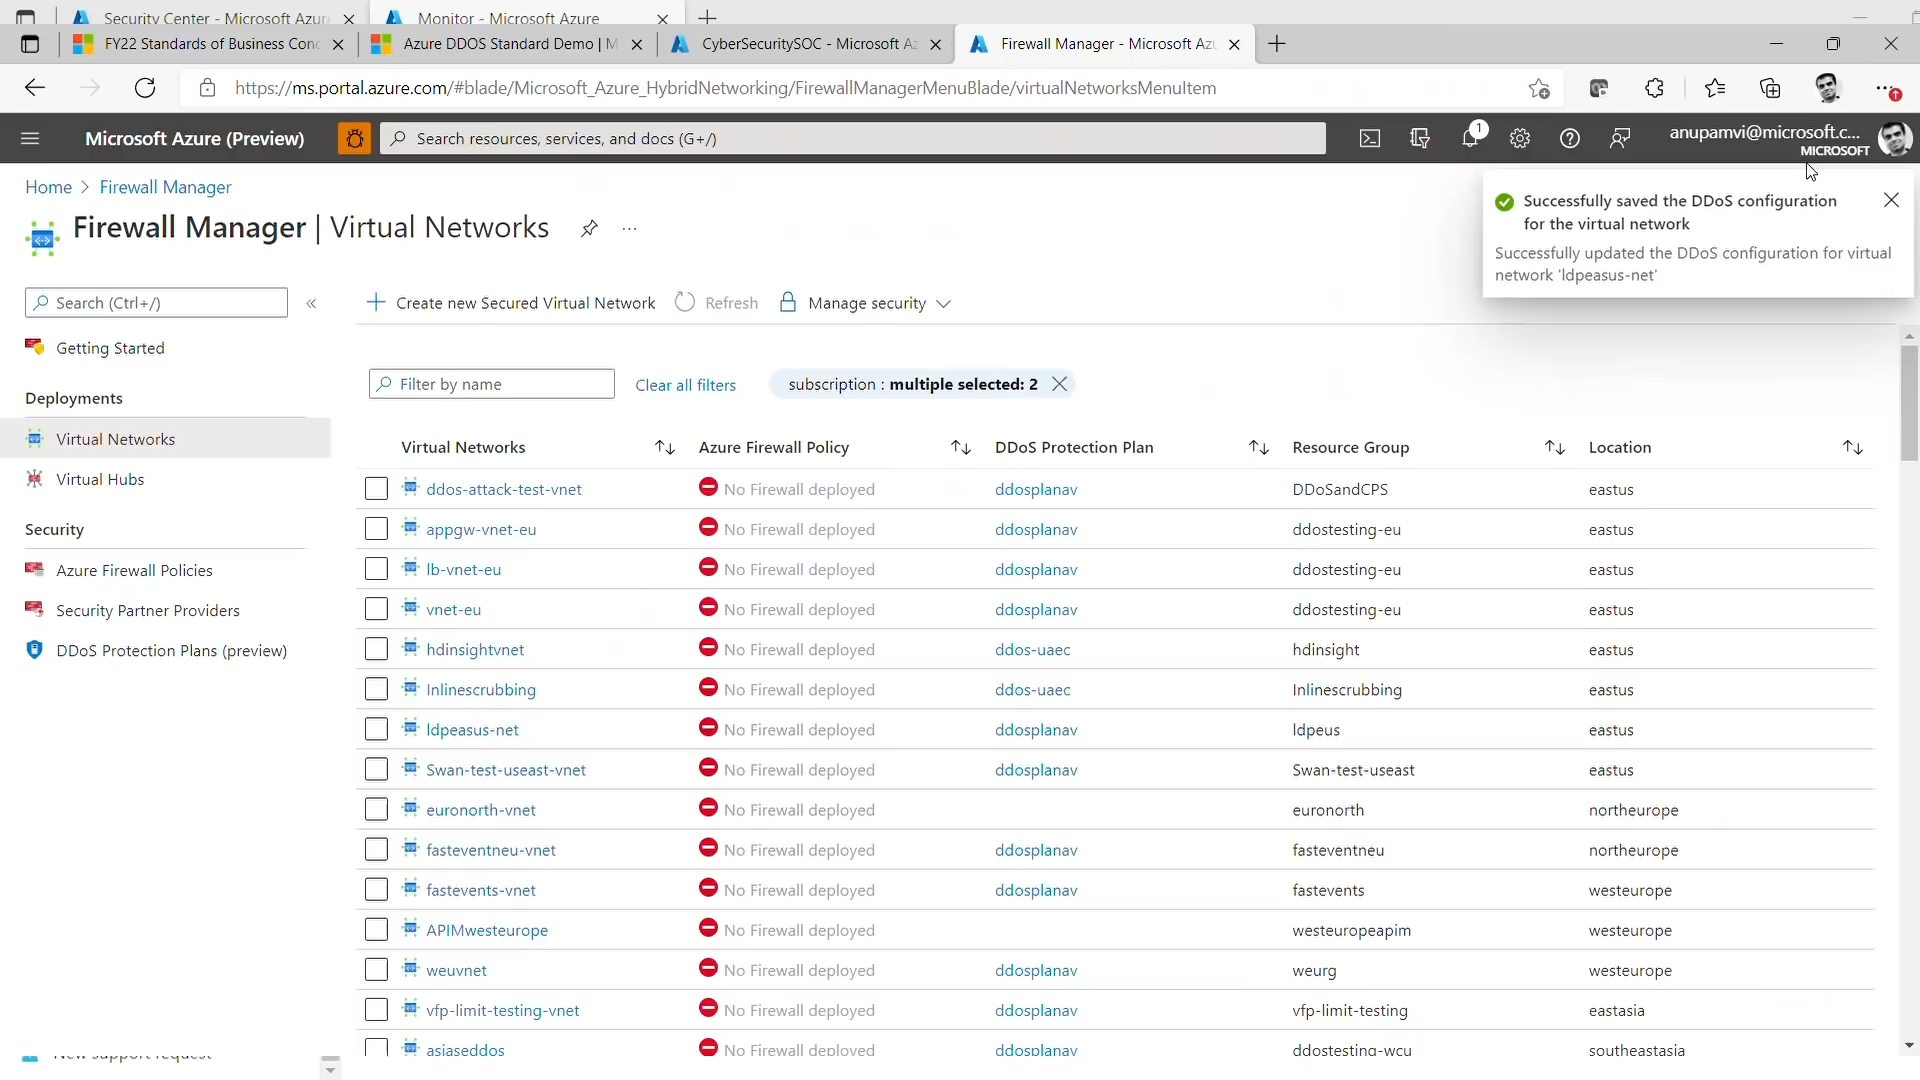 Security Center - Microsoft Azure
Monitor - Microsoft Azure
FY22 Standards of Business Conc
Azure DDOS Standard Demo | M
CyberSecuritySOC - Microsoft Az
Firewall Manager - Microsoft Azu
https://ms.portal.azure.com/#blade/Microsoft_Azure_HybridNetworking/FirewallManagerMenuBlade/virtualNetworksMenuItem
Microsoft Azure (Preview)
Search resources, services, and docs (G+/)
1
anupamvi@microsoft.c...
MICROSOFT
Home > Firewall Manager
Firewall Manager | Virtual Networks
...
Successfully saved the DDoS configuration
for the virtual network
Successfully updated the DDoS configuration for virtual
network 'ldpeasus-net'
Search (Ctrl+/)
«
Getting Started
Deployments
Virtual Networks
Virtual Hubs
Security
Azure Firewall Policies
Security Partner Providers
DDoS Protection Plans (preview)
New support request
Create new Secured Virtual Network Refresh Manage security
Filter by name Clear all filters subscription : multiple selected: 2
Virtual Networks Azure Firewall Policy DDoS Protection Plan Resource Group Location
ddos-attack-test-vnet No Firewall deployed ddosplanav DDoSandCPS eastus
appgw-vnet-eu No Firewall deployed ddosplanav ddostesting-eu eastus
lb-vnet-eu No Firewall deployed ddosplanav ddostesting-eu eastus
vnet-eu No Firewall deployed ddosplanav ddostesting-eu eastus
hdinsightvnet No Firewall deployed ddos-uaec hdinsight eastus
Inlinescrubbing No Firewall deployed ddos-uaec Inlinescrubbing eastus
ldpeasus-net No Firewall deployed ddosplanav ldpeus eastus
Swan-test-useast-vnet No Firewall deployed ddosplanav Swan-test-useast eastus
euronorth-vnet No Firewall deployed euronorth northeurope
fasteventneu-vnet No Firewall deployed ddosplanav fasteventneu northeurope
fastevents-vnet No Firewall deployed ddosplanav fastevents westeurope
APIMwesteurope No Firewall deployed westeuropeapim westeurope
weuvnet No Firewall deployed ddosplanav weurg westeurope
vfp-limit-testing-vnet No Firewall deployed ddosplanav vfp-limit-testing eastasia
asiaseddos No Firewall deployed ddosplanav ddostesting-wcu southeastasia